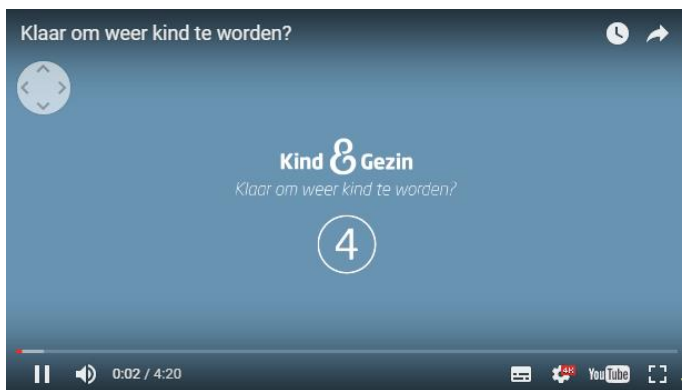 Klaar om weer kind te worden?
Kind & Gezin
Klaar om weer kind te worden?
4
0:02 / 4:20
4K
YouTube